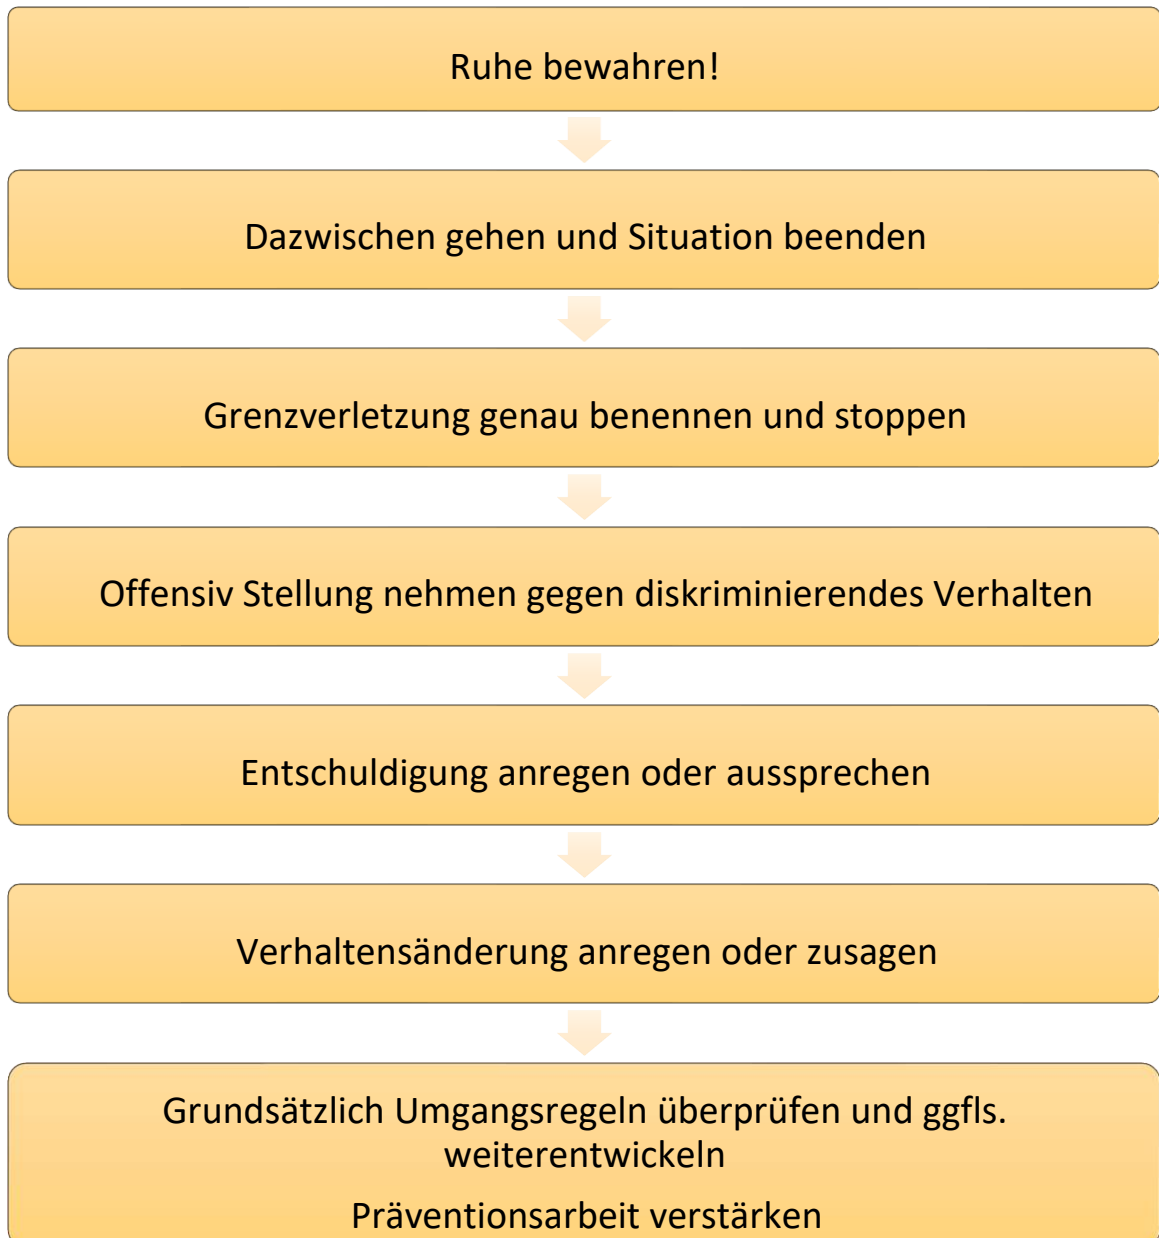 Ruhe bewahren!
Dazwischen gehen und Situation beenden
Grenzverletzung genau benennen und stoppen
Offensiv Stellung nehmen gegen diskriminierendes Verhalten
Entschuldigung anregen oder aussprechen
Verhaltensänderung anregen oder zusagen
Grundsätzlich Umgangsregeln überprüfen und ggfls.
weiterentwickeln
Präventionsarbeit verstärken